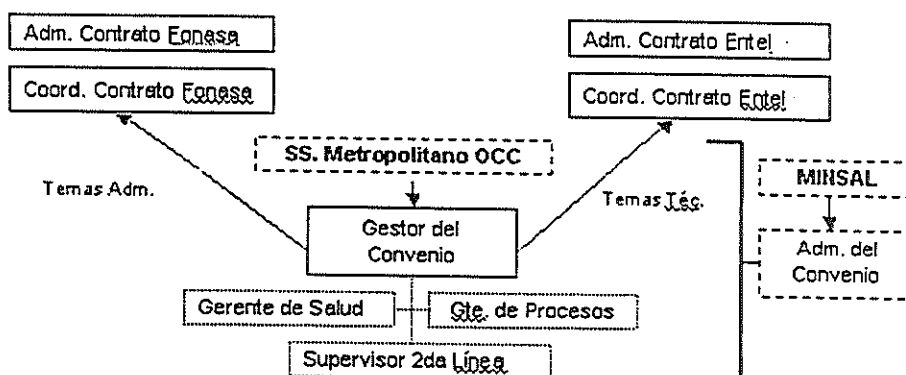 Adm. Contrato Fonasa
Adm. Contrato Entel
Coord. Contrato Fonasa
Coord. Contrato Entel
SS. Metropolitano OCC
MINSAL
Temas Adm.
Temas Téc.
Gestor del
Convenio
Adm. del
Convenio
Gerente de Salud
Gte. de Procesos
Supervisor 2da Línea